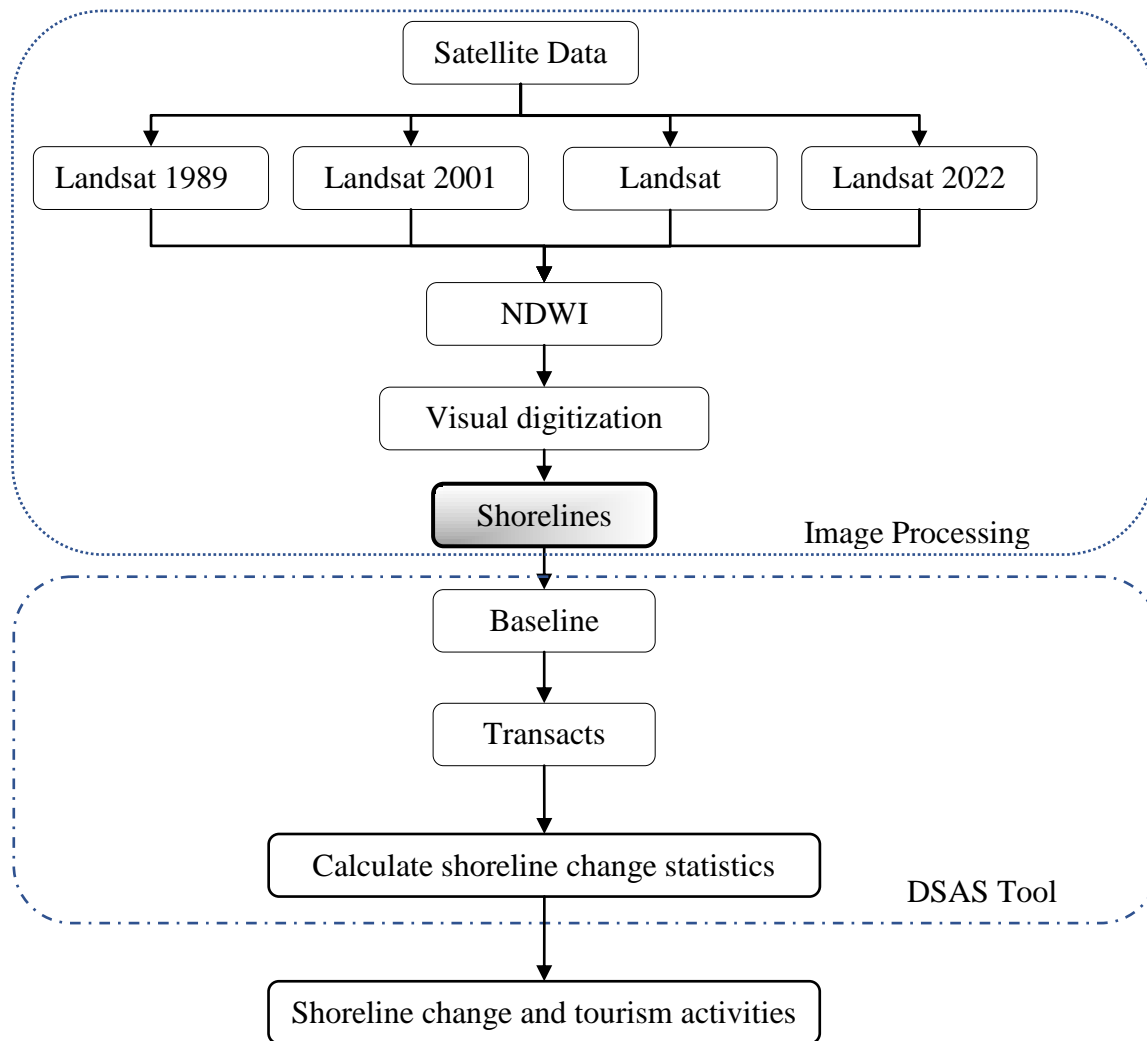 Satellite Data
Landsat 1989
Landsat 2001
Landsat
Landsat 2022
NDWI
Visual digitization
Shorelines
Image Processing
Baseline
Transacts
Calculate shoreline change statistics
DSAS Tool
Shoreline change and tourism activities